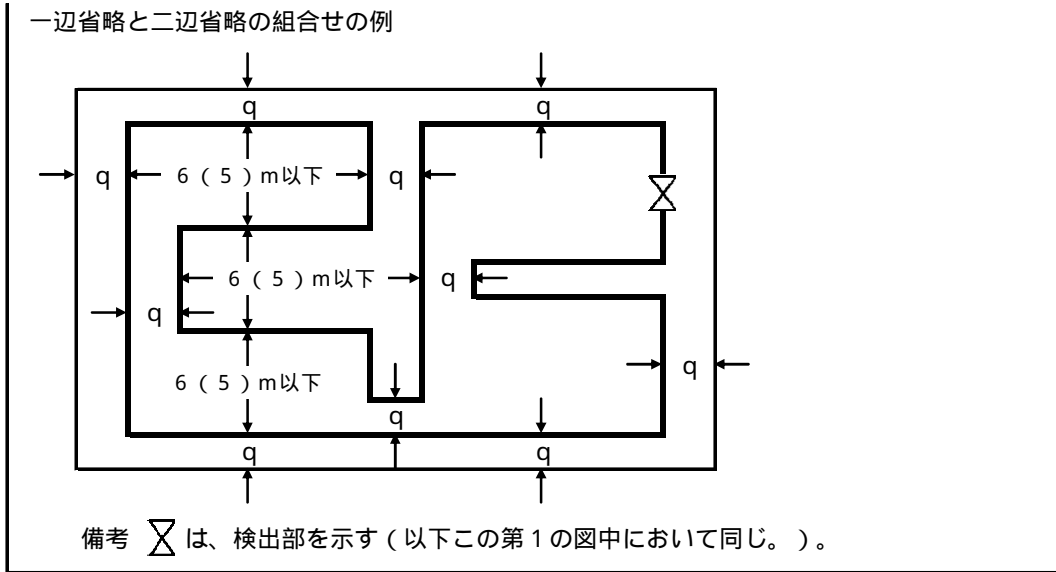 一辺省略と二辺省略の組合せの例
q q
q 6(5)m以下 q
6(5)m以下 q
q
6(5)m以下 q
q
q q
備考 は、検出部を示す(以下この第1の図中において同じ。)。